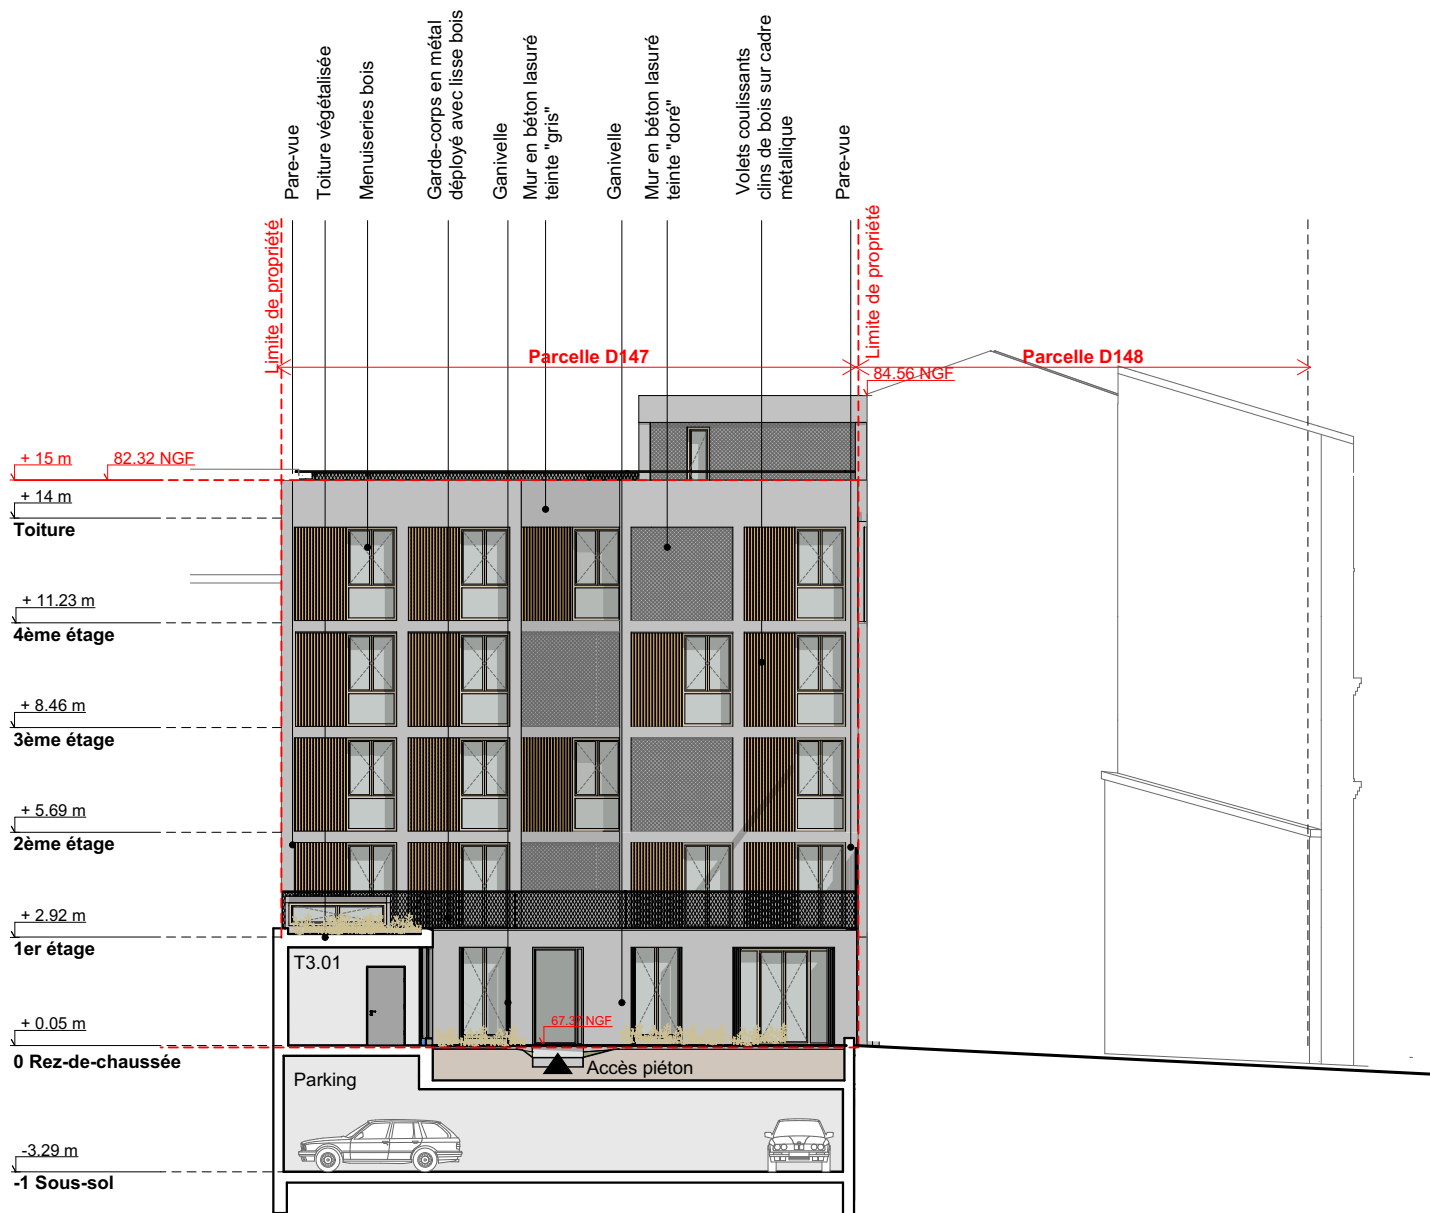 Pare-vue
Toiture végétalisée
Menuiseries bois
Garde-corps en métal
déployé avec lisse bois
Ganivelle
Mur en béton lasuré
teinte "gris"
Ganivelle
Mur en béton lasuré
teinte "doré"
Volets coulissants
clins de bois sur cadre
métallique
Pare-vue
Limite de propriété
Limite de propriété
Parcelle D147
Parcelle D148
84.56 NGF
+ 15 m
82.32 NGF
+ 14 m
Toiture
+ 11.23 m
4ème étage
+ 8.46 m
3ème étage
+ 5.69 m
2ème étage
+ 2.92 m
1er étage
T3.01
+ 0.05 m
67.37 NGF
0 Rez-de-chaussée
Accès piéton
Parking
-3.29 m
-1 Sous-sol